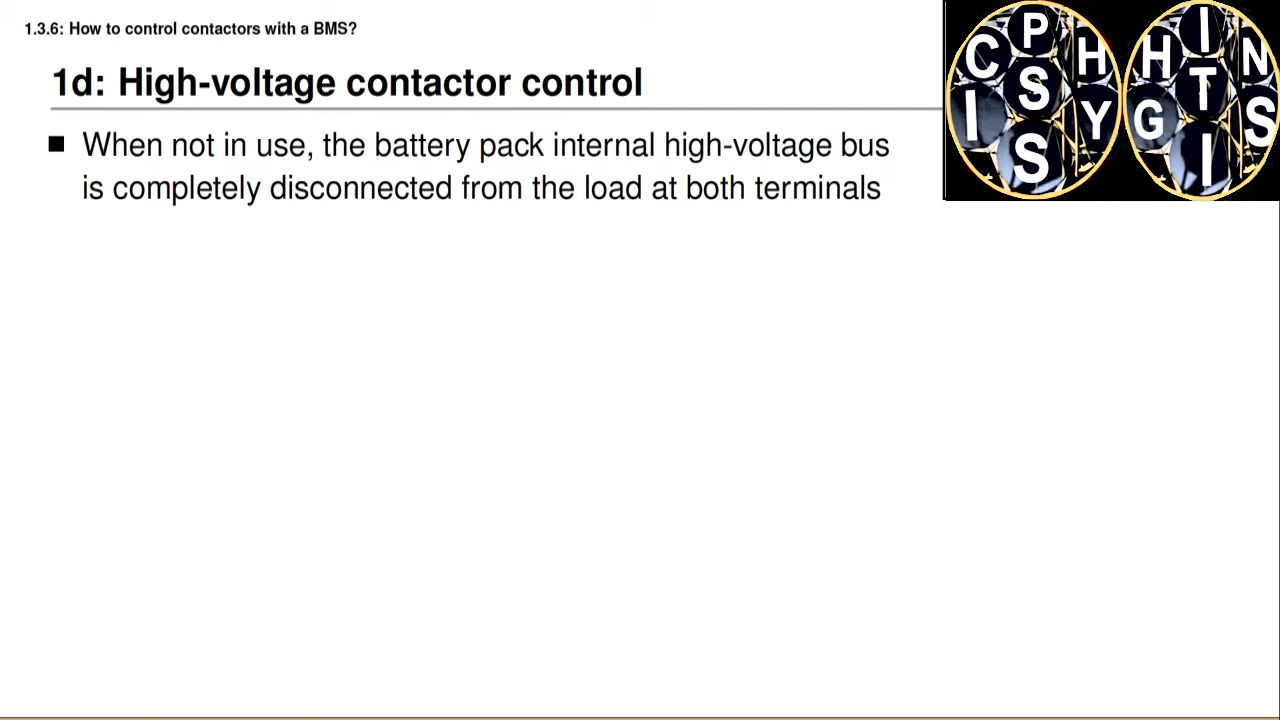 1.3.6: How to control contactors with a BMS?
1d: High-voltage contactor control
■ When not in use, the battery pack internal high-voltage bus
is completely disconnected from the load at both terminals
P
C H
S
I Y
S
I
H N
T
G S
I